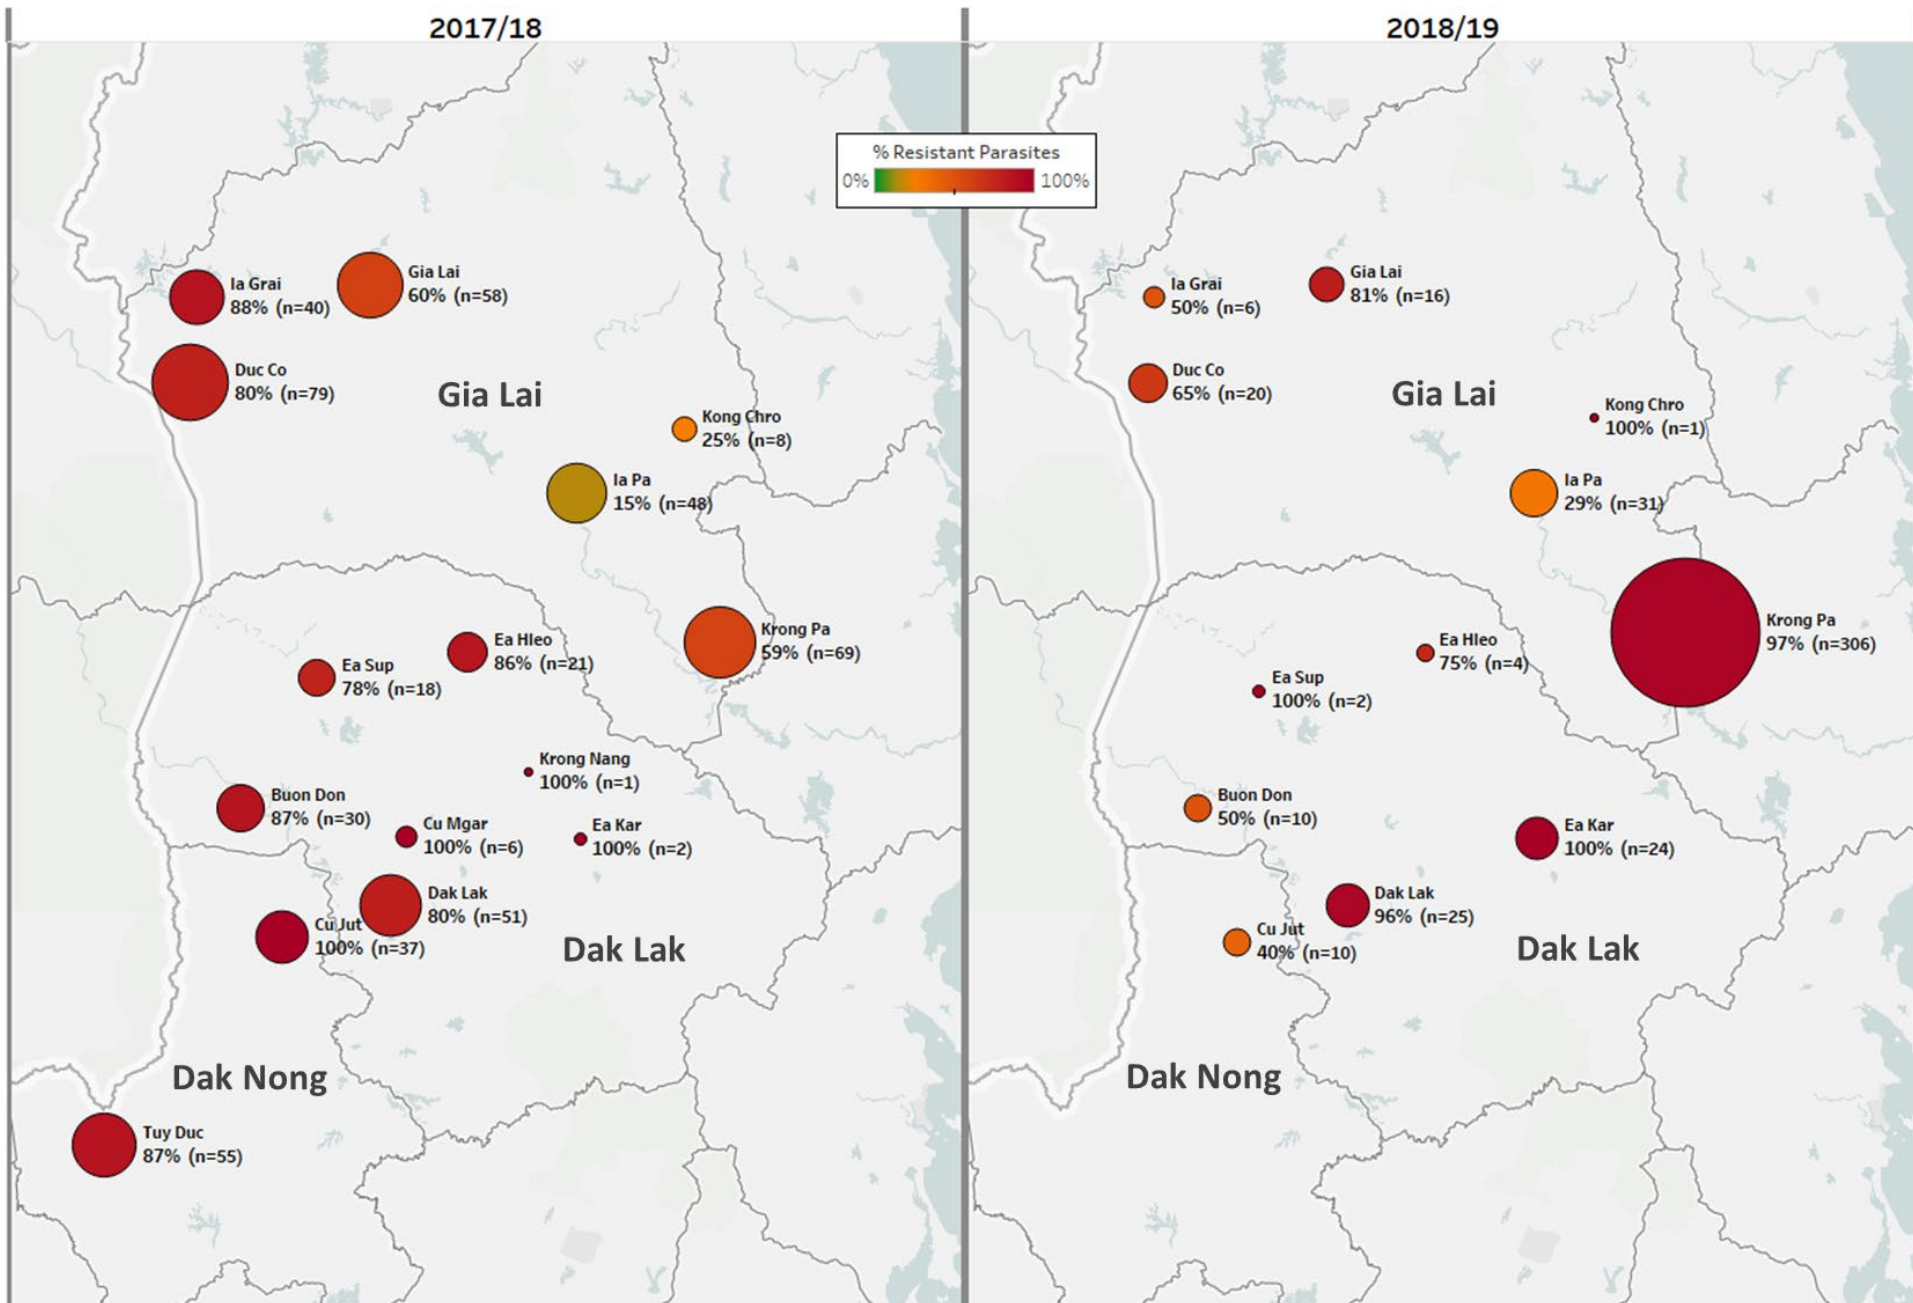 2017/18
2018/19
% Resistant Parasites
0%
100%
Ia Grai
88% (n=40)
Gia Lai
60% (n=58)
Duc Co
80% (n=79)
Gia Lai
Kong Chro
25% (n=8)
Ia Pa
15% (n=48)
Krong Pa
59% (n=69)
Ea Hleo
86% (n=21)
Ea Sup
78% (n=18)
Krong Nang
100% (n=1)
Buon Don
87% (n=30)
Cu Mgar
100% (n=6)
Ea Kar
100% (n=2)
Dak Lak
80% (n=51)
Cu Jut
100% (n=37)
Dak Lak
Dak Nong
Tuy Duc
87% (n=55)
Ia Grai
50% (n=6)
Gia Lai
81% (n=16)
Duc Co
65% (n=20)
Gia Lai
Kong Chro
100% (n=1)
Ia Pa
29% (n=31)
Krong Pa
97% (n=306)
Ea Hleo
75% (n=4)
Ea Sup
100% (n=2)
Buon Don
50% (n=10)
Ea Kar
100% (n=24)
Dak Lak
96% (n=25)
Cu Jut
40% (n=10)
Dak Lak
Dak Nong